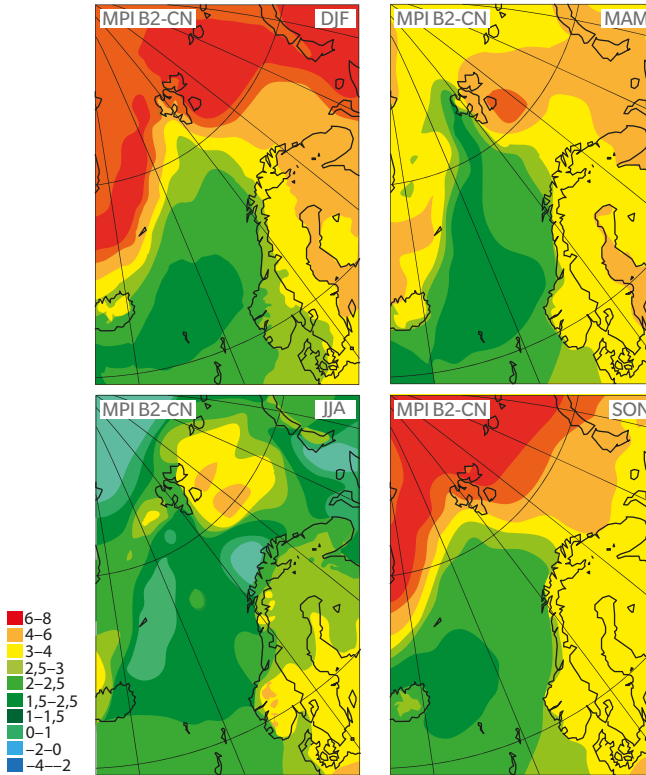 MPI B2-CN DJF
MPI B2-CN MAM
MPI B2-CN JJA
MPI B2-CN SON
6–8
4–6
3–4
2,5–3
2–2,5
1,5–2,5
1–1,5
0–1
–2–0
–4––2